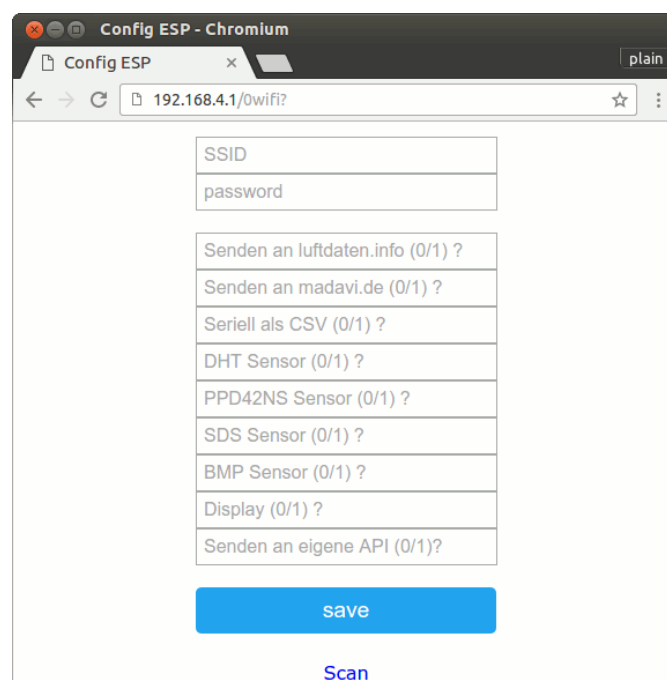 Config ESP - Chromium
Config ESP
plain
192.168.4.1/0wifi?
SSID
password
Senden an luftdaten.info (0/1) ?
Senden an madavi.de (0/1) ?
Seriell als CSV (0/1) ?
DHT Sensor (0/1) ?
PPD42NS Sensor (0/1) ?
SDS Sensor (0/1) ?
BMP Sensor (0/1) ?
Display (0/1) ?
Senden an eigene API (0/1)?
save
Scan